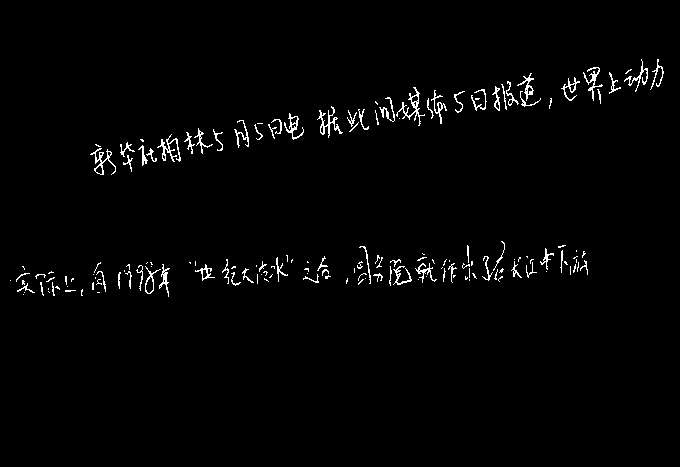 新华社柏林5月5日电 据此间媒体5日报道,世界上动力
实际上,自1998年“世纪大洪水”之后,国务院就作出了在长江中下游